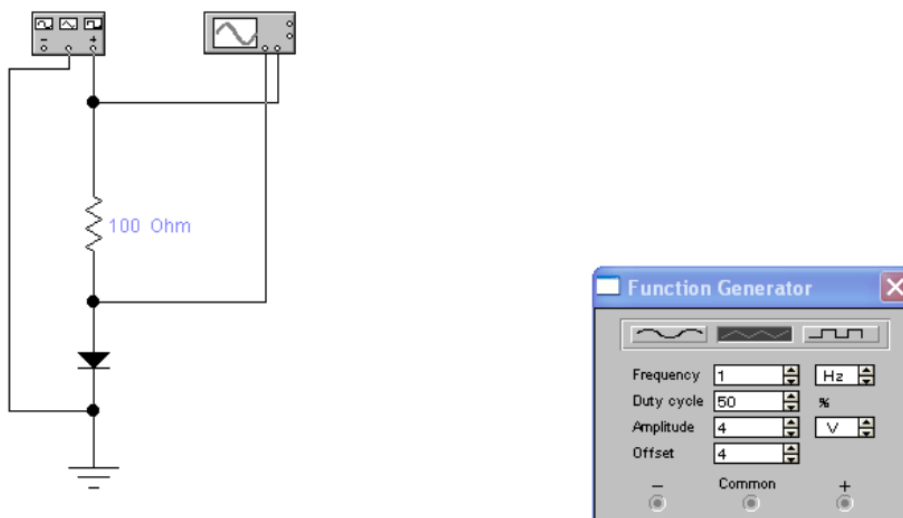 100 Ohm
Function Generator
Frequency 1 Hz
Duty cycle 50 %
Amplitude 4 V
Offset 4
− Common +